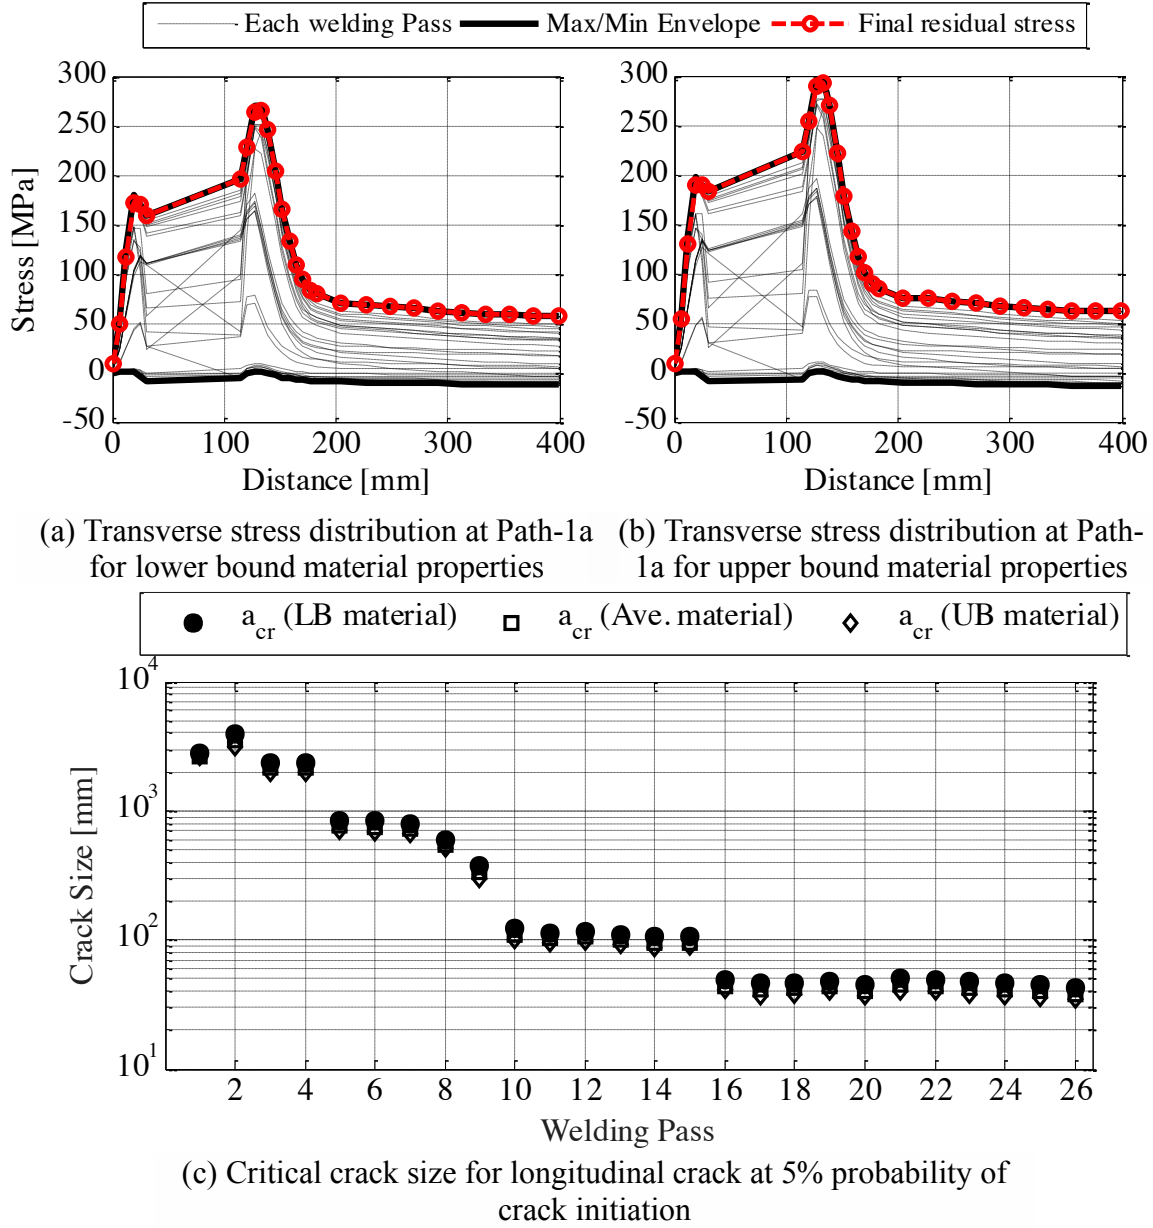 Each welding Pass Max/Min Envelope Final residual stress
300
250
200
150
100
50
0
-50
Stress [MPa]
0 100 200 300 400
Distance [mm]
300
250
200
150
100
50
0
-50
0 100 200 300 400
Distance [mm]
(a) Transverse stress distribution at Path-1a
for lower bound material properties
(b) Transverse stress distribution at Path-
1a for upper bound material properties
a_cr (LB material) a_cr (Ave. material) a_cr (UB material)
10^4
10^3
10^2
10^1
Crack Size [mm]
2 4 6 8 10 12 14 16 18 20 22 24 26
Welding Pass
(c) Critical crack size for longitudinal crack at 5% probability of
crack initiation